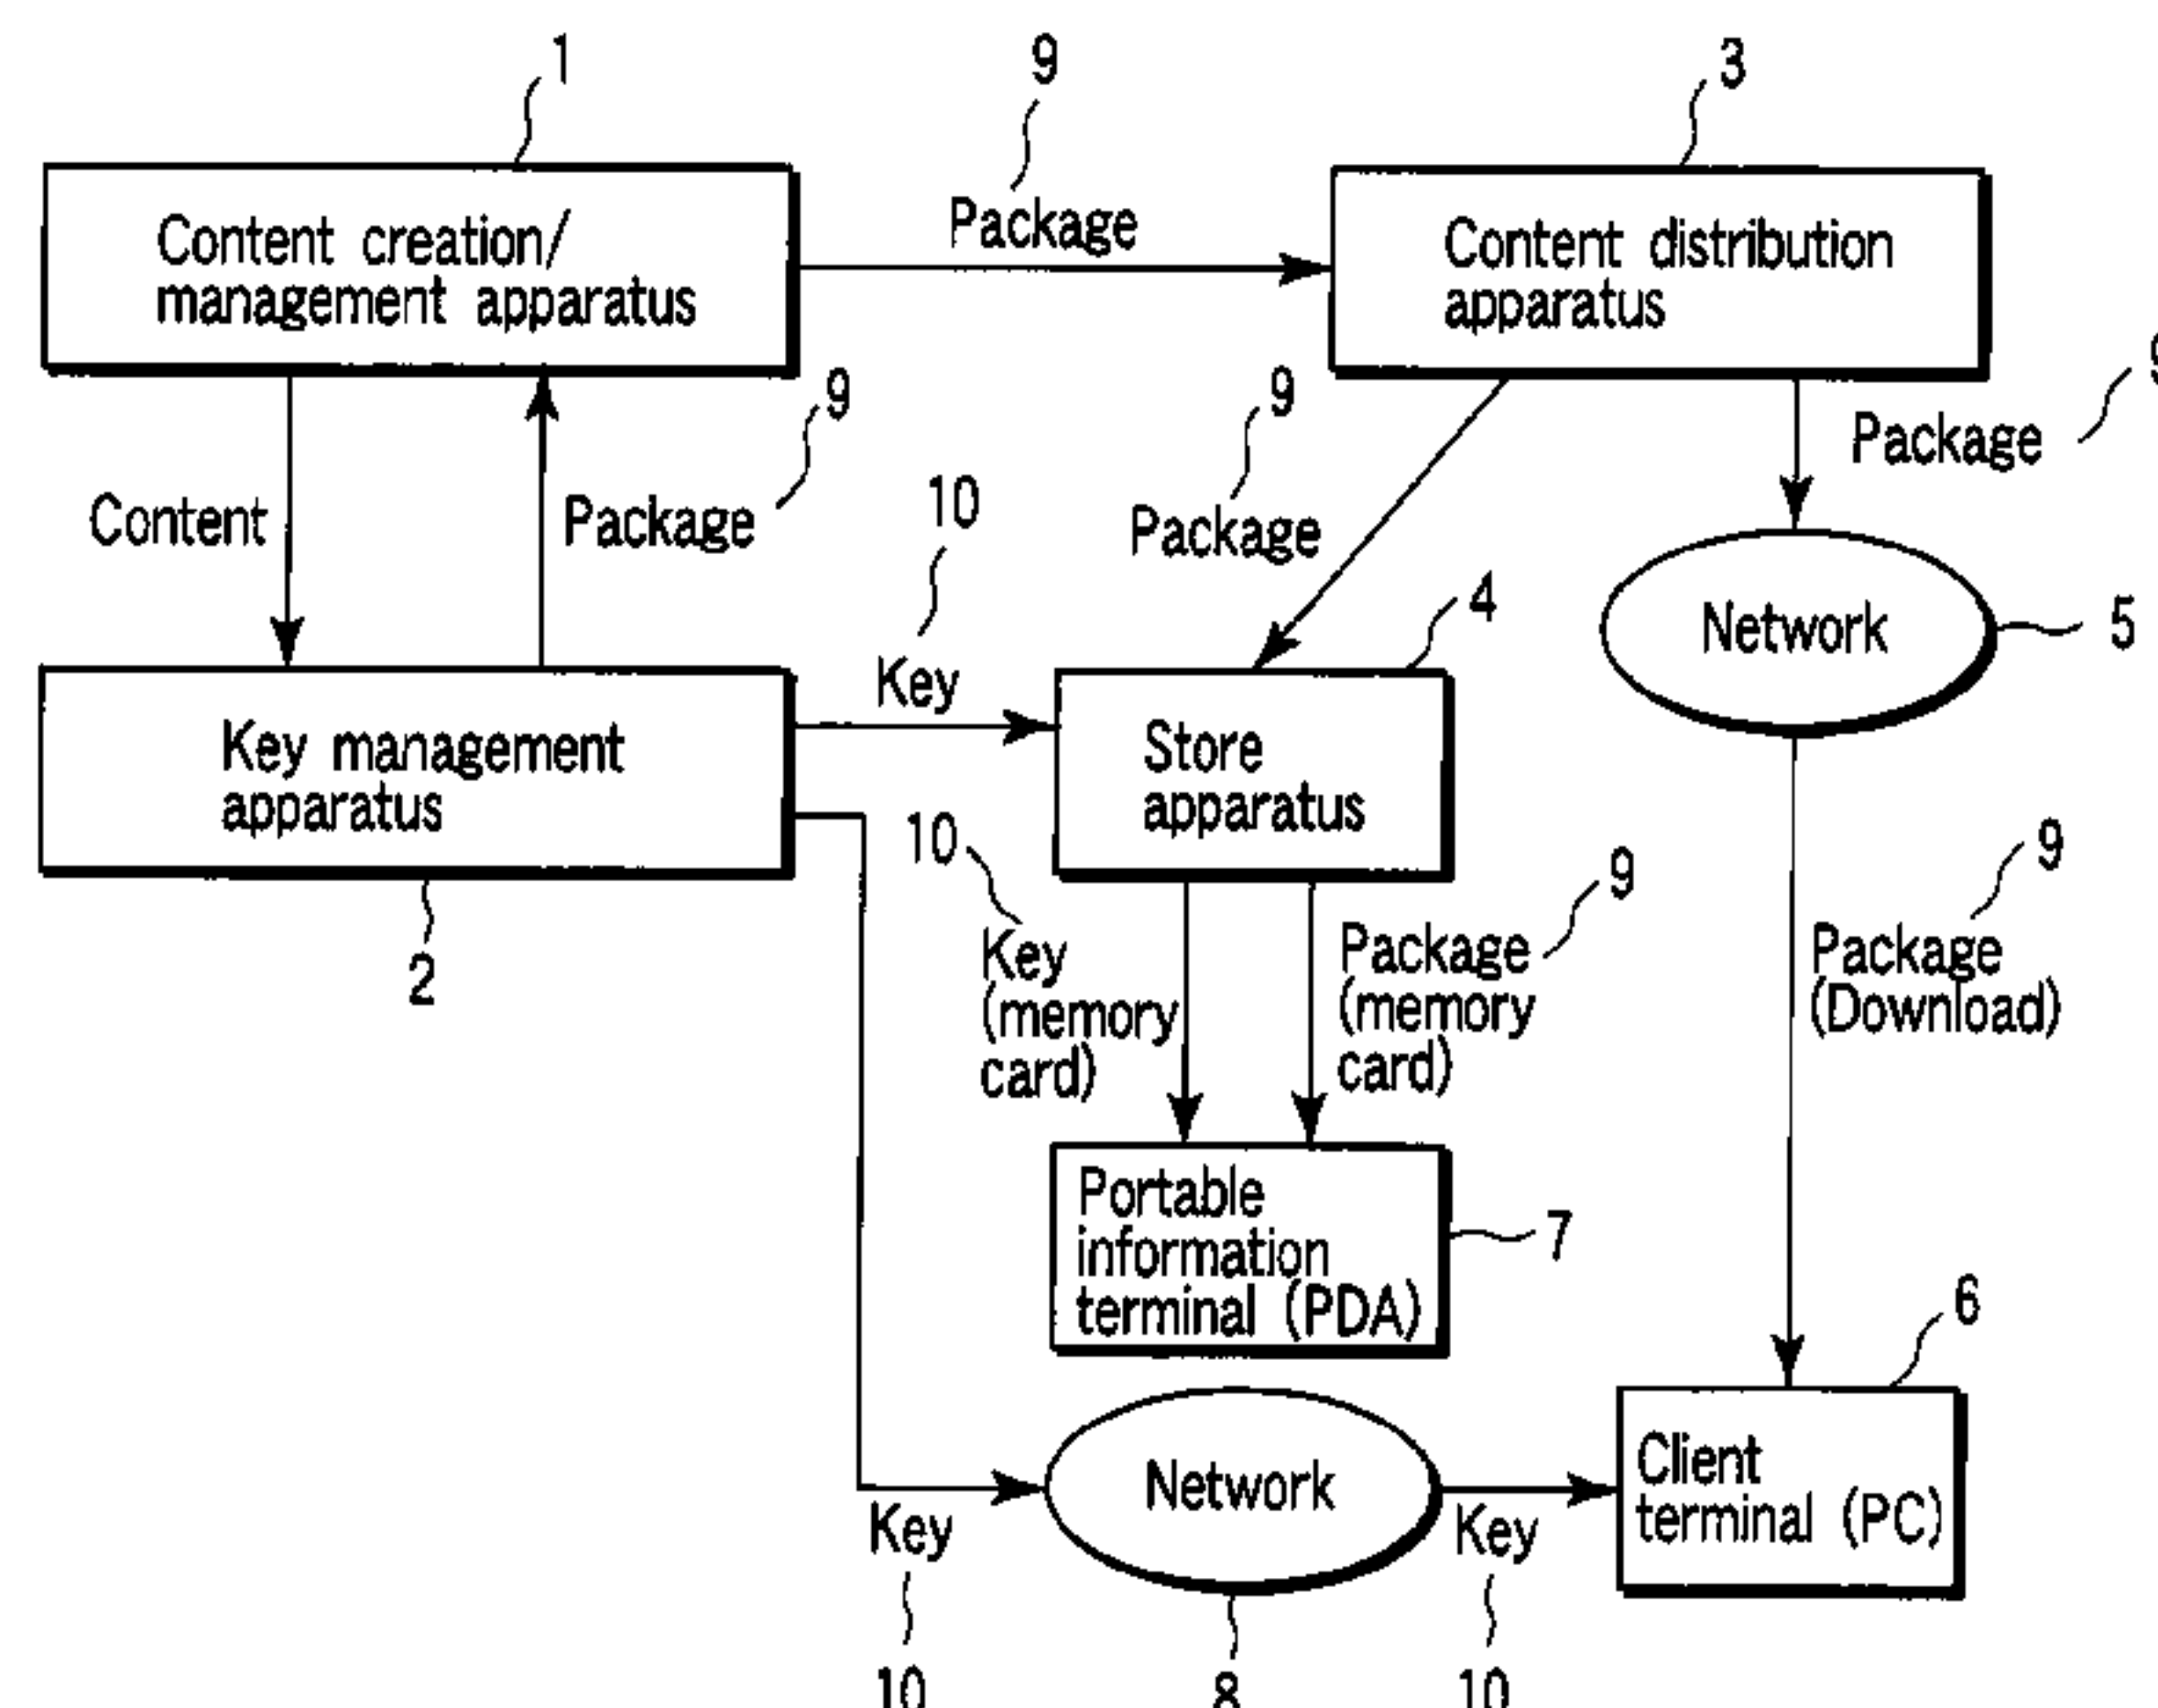 1
9
3
Content creation/
management apparatus
Package
Content distribution
apparatus
9
9
9
Package
Content
Package
10
Package
4
Network
5
Key
Key management
apparatus
Store
apparatus
2
10
9
9
Key
(memory
card)
Package
(memory
card)
Package
(Download)
Portable
information
terminal (PDA)
7
6
Network
Client
terminal (PC)
Key
Key
10
8
10